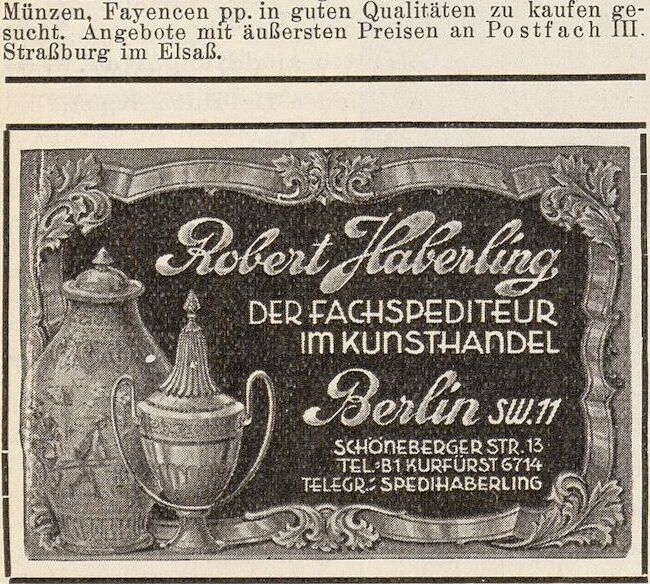 Münzen, Fayencen pp. in guten Qualitäten zu kaufen ge-
sucht. Angebote mit äußersten Preisen an Postfach III.
Straßburg im Elsaß.
Robert Haberling
DER FACHSPEDITEUR
IM KUNSTHANDEL
Berlin SW.11
SCHÖNEBERGER STR. 13
TEL.: B1 KURFÜRST 6714
TELEGR.: SPEDIHABERLING